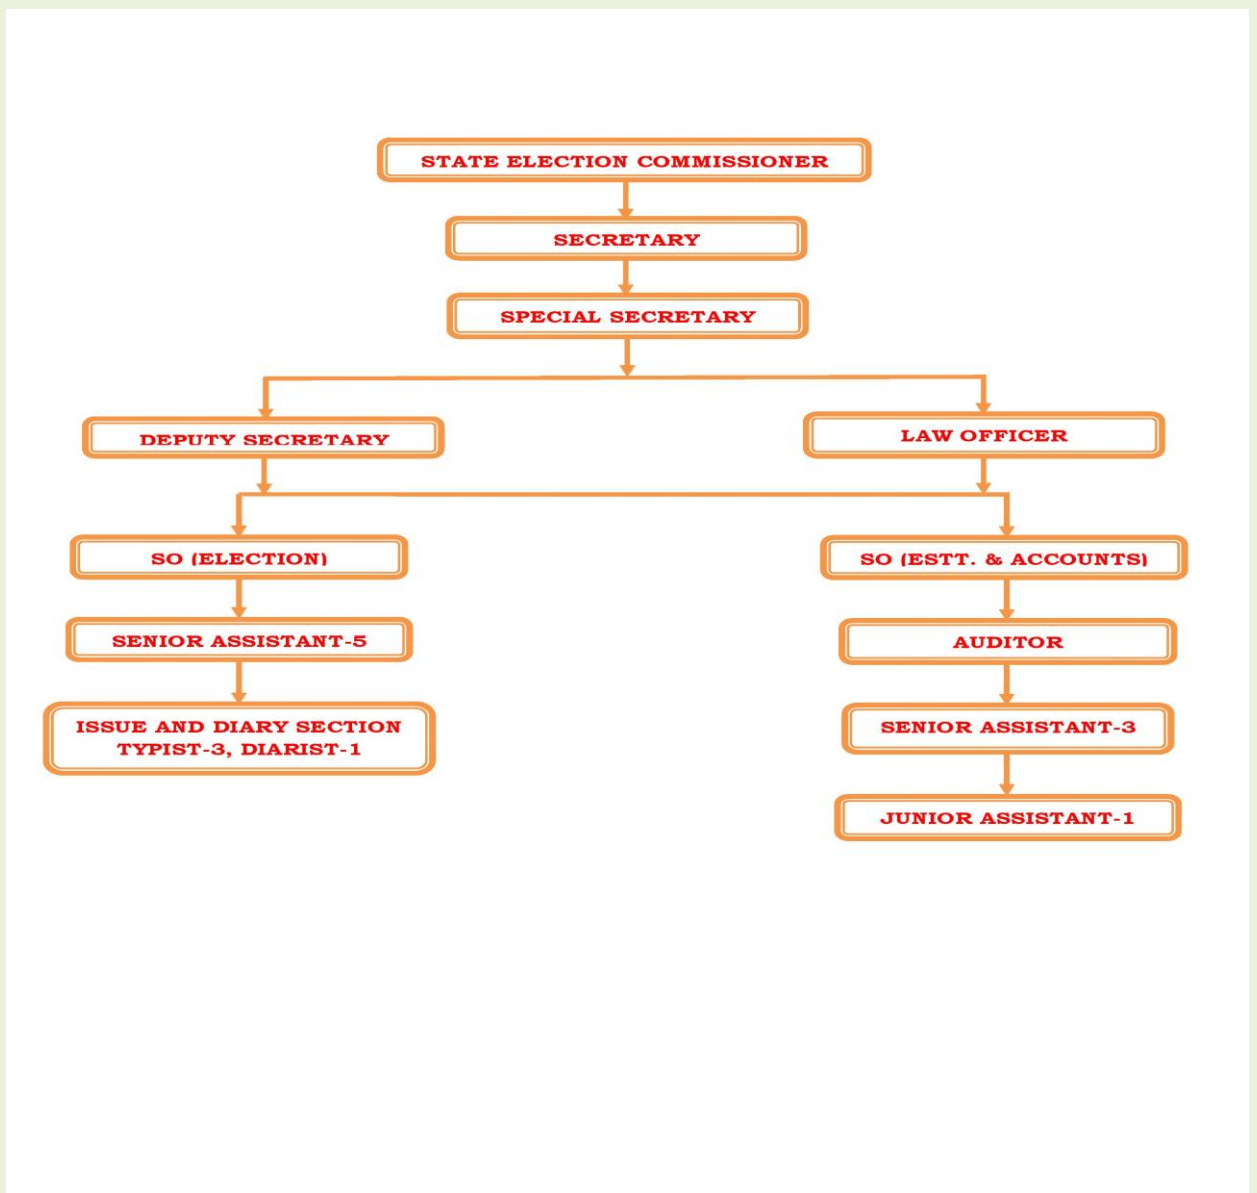 STATE ELECTION COMMISSIONER
SECRETARY
SPECIAL SECRETARY
DEPUTY SECRETARY
LAW OFFICER
SO (ELECTION)
SO (ESTT. & ACCOUNTS)
SENIOR ASSISTANT-5
AUDITOR
ISSUE AND DIARY SECTION
TYPIST-3, DIARIST-1
SENIOR ASSISTANT-3
JUNIOR ASSISTANT-1